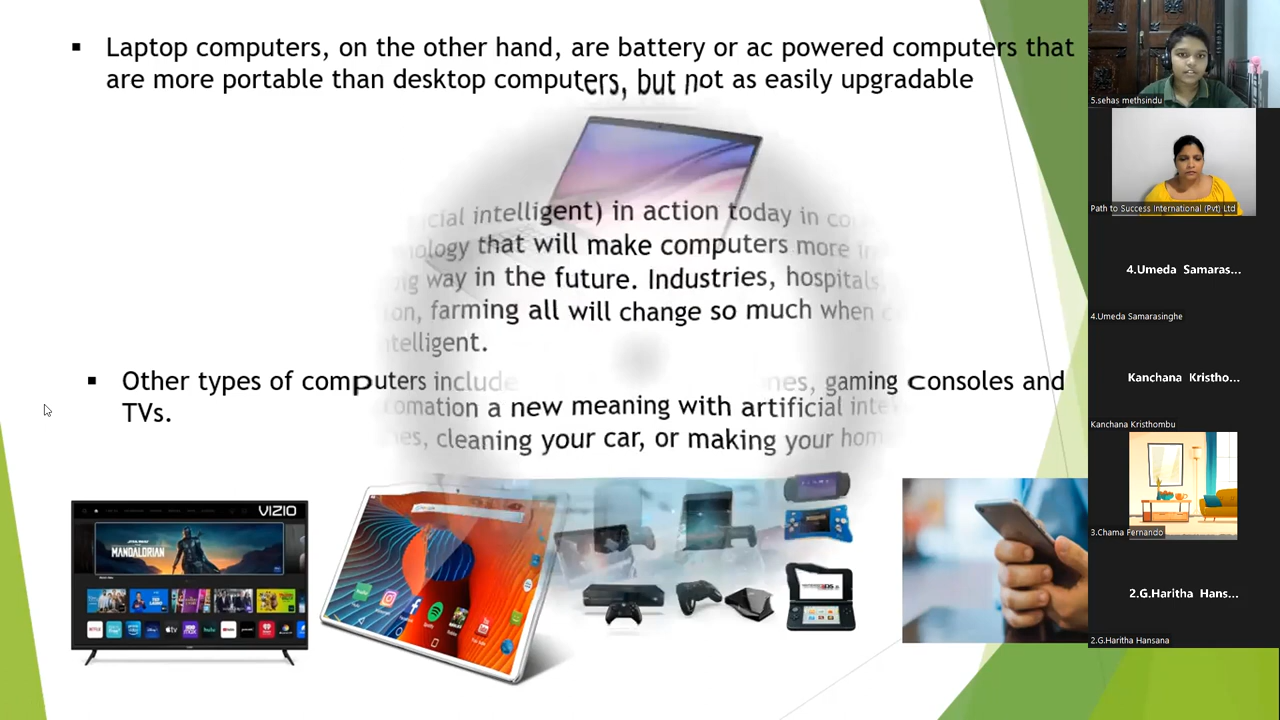 ▪ Laptop computers, on the other hand, are battery or ac powered computers that
are more portable than desktop computers, but not as easily upgradable
intelligent) in action today in
that will make computers more
way in the future. Industries, hospitals,
farming all will change so much when
telligent.
▪ Other types of computers include gaming consoles and
TVs.
a new meaning with artificial
cleaning your car, or making your
VIZIO
MANDALORIAN
5.sehas methsindu
Path to Success International (Pvt) Ltd
4.Umeda Samaras...
4.Umeda Samarasinghe
Kanchana Kristho...
Kanchana Kristhombu
3.Chama Fernando
2.G.Haritha Hans...
2.G.Haritha Hansana